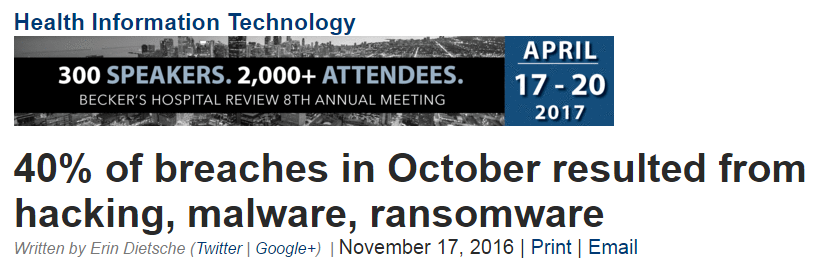 Health Information Technology
300 SPEAKERS. 2,000+ ATTENDEES.
BECKER'S HOSPITAL REVIEW 8TH ANNUAL MEETING
APRIL
17 - 20
2017
40% of breaches in October resulted from
hacking, malware, ransomware
Written by Erin Dietsche (Twitter | Google+) | November 17, 2016 | Print | Email